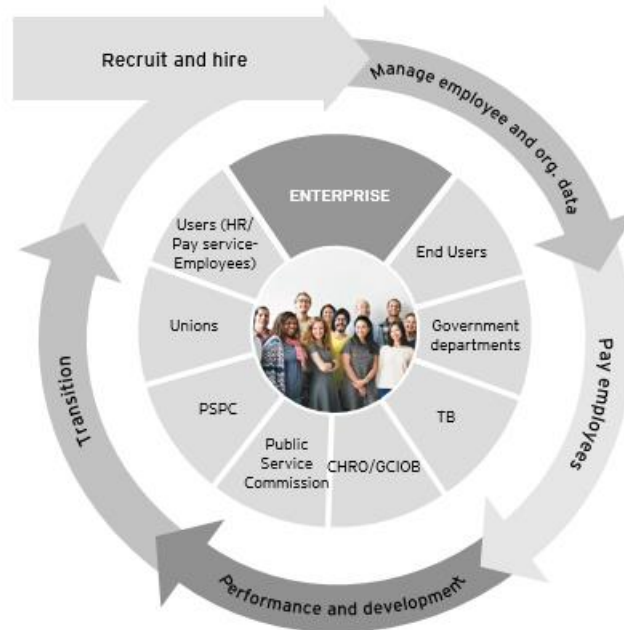 Recruit and hire
Manage employee and org. data
ENTERPRISE
Users (HR/
Pay service-
Employees)
End Users
Unions
Government
departments
Pay employees
Transition
PSPC
TB
Public
Service
Commission
CHRO/GCIOB
Performance and development